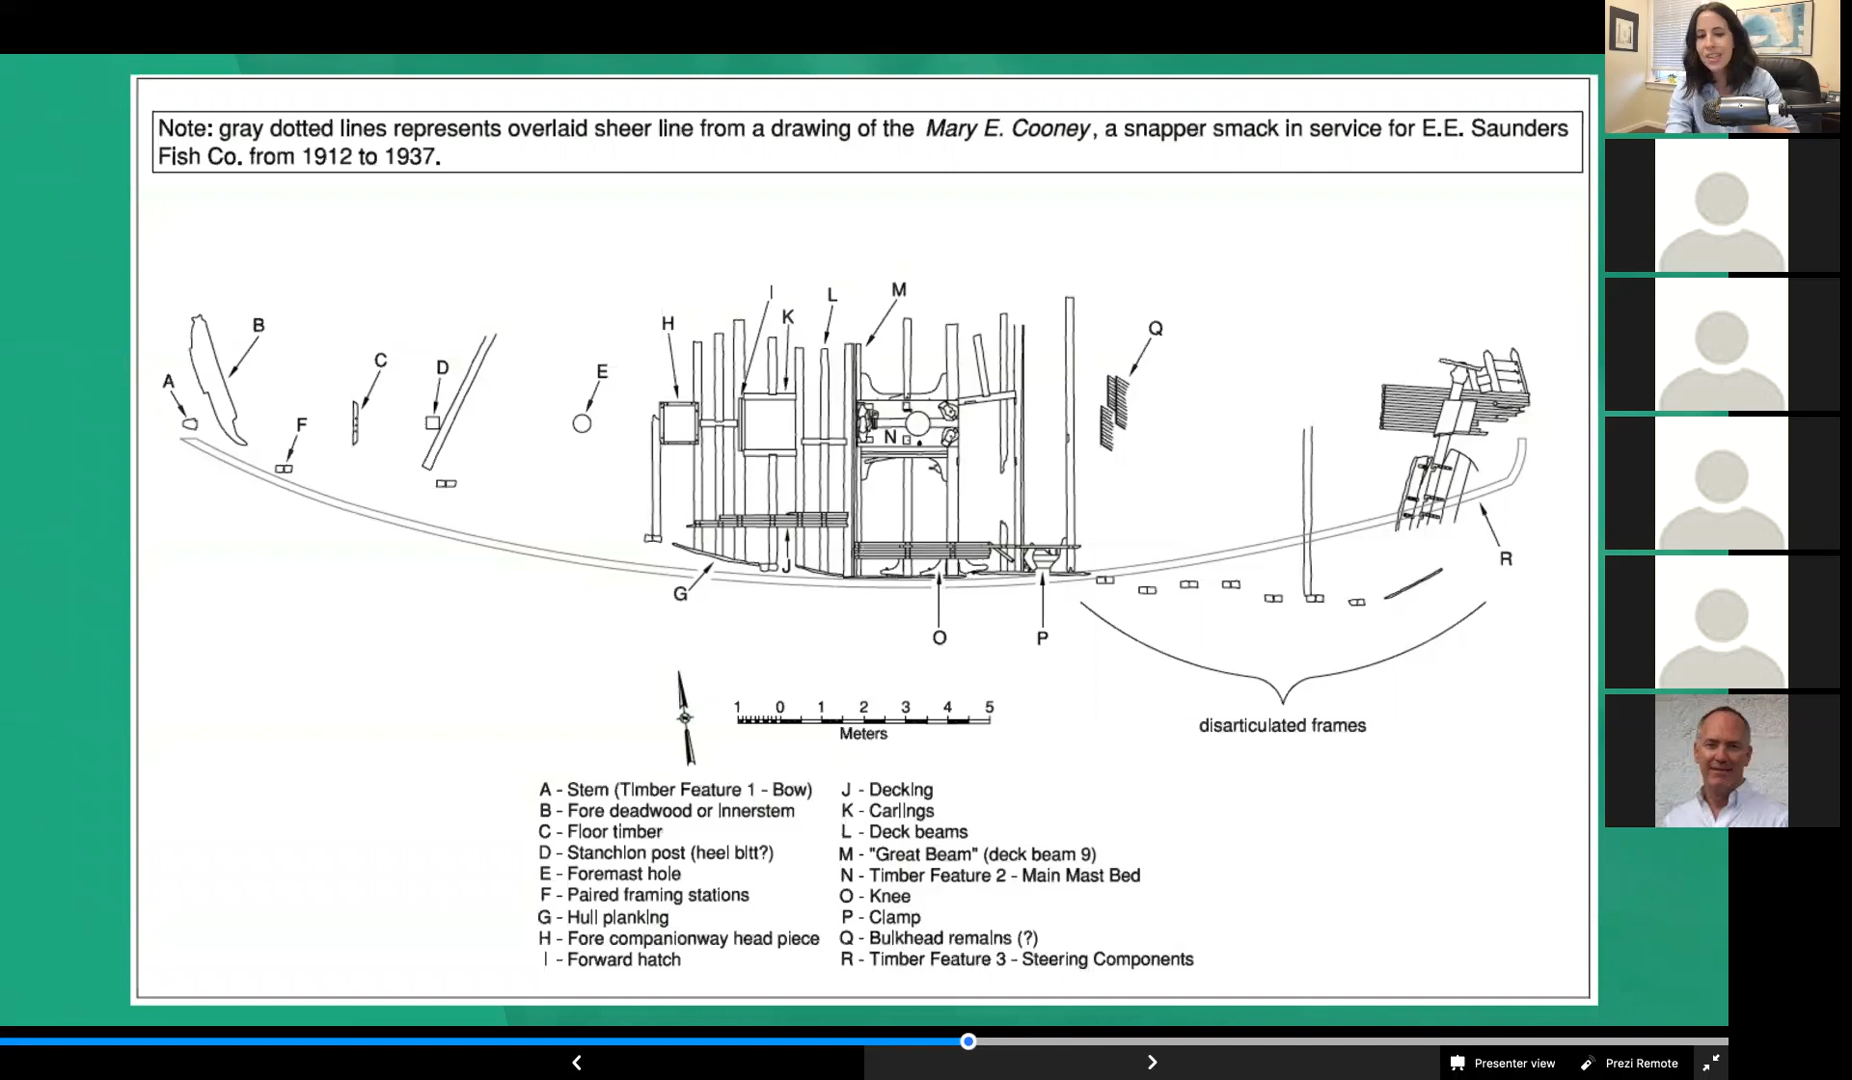 Note: gray dotted lines represents overlaid sheer line from a drawing of the Mary E. Cooney, a snapper smack in service for E.E. Saunders
Fish Co. from 1912 to 1937.
I
L
M
H
K
B
Q
C
A
D
E
F
N
J
R
G
O
P
1 0 1 2 3 4 5
Meters
disarticulated frames
A - Stem (Timber Feature 1 - Bow)
B - Fore deadwood or innerstem
C - Floor timber
D - Stanchion post (heel bitt?)
E - Foremast hole
F - Paired framing stations
G - Hull planking
H - Fore companionway head piece
I - Forward hatch
J - Decking
K - Carlings
L - Deck beams
M - "Great Beam" (deck beam 9)
N - Timber Feature 2 - Main Mast Bed
O - Knee
P - Clamp
Q - Bulkhead remains (?)
R - Timber Feature 3 - Steering Components
Presenter view
Prezi Remote